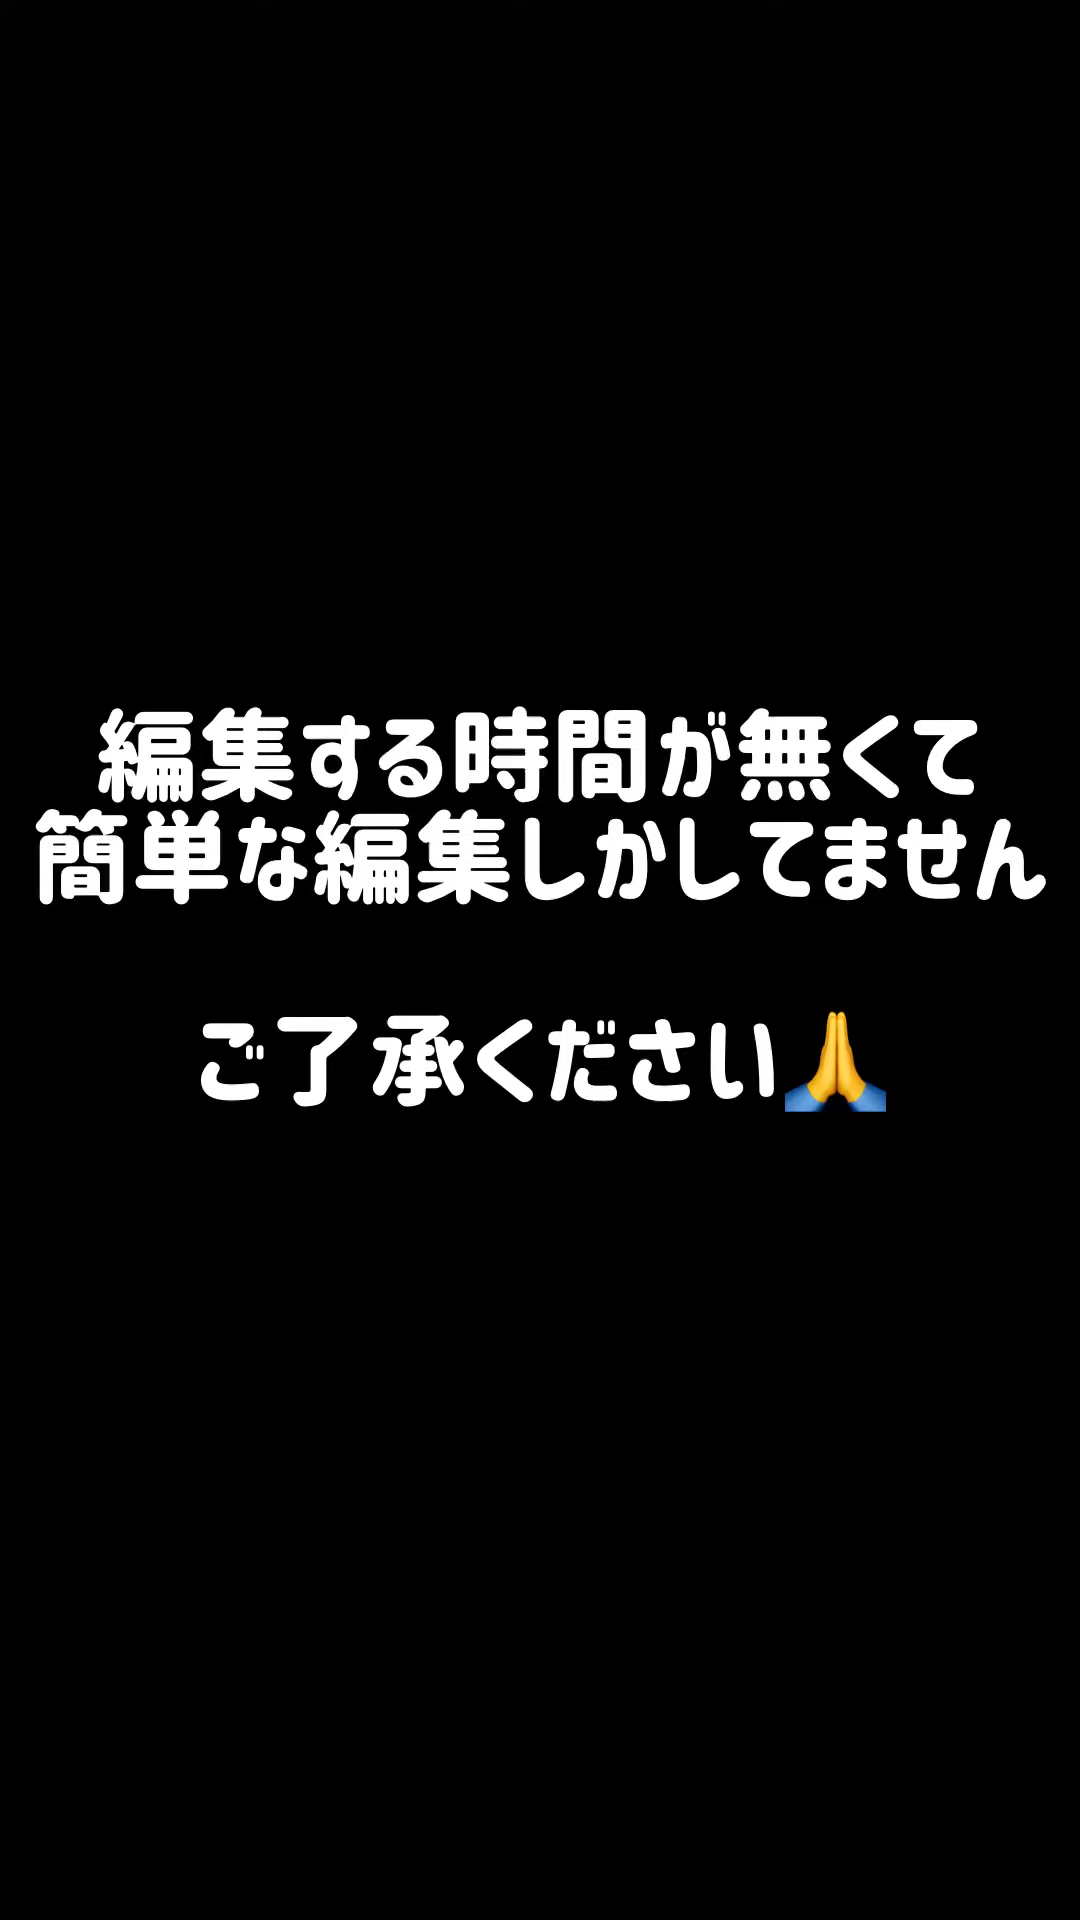 編集する時間が無くて
簡単な編集しかしてません
ご了承ください🙏